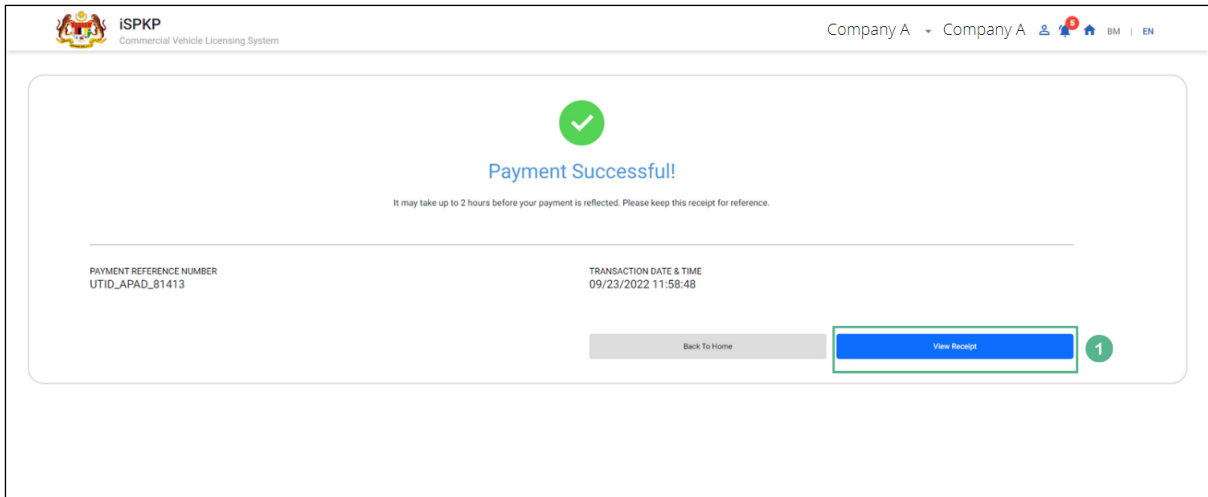 iSPKP
Commercial Vehicle Licensing System
Company A Company A 5 BM | EN
Payment Successful!
It may take up to 2 hours before your payment is reflected. Please keep this receipt for reference.
PAYMENT REFERENCE NUMBER
UTID_APAD_81413
TRANSACTION DATE & TIME
09/23/2022 11:58:48
Back To Home
View Receipt
1